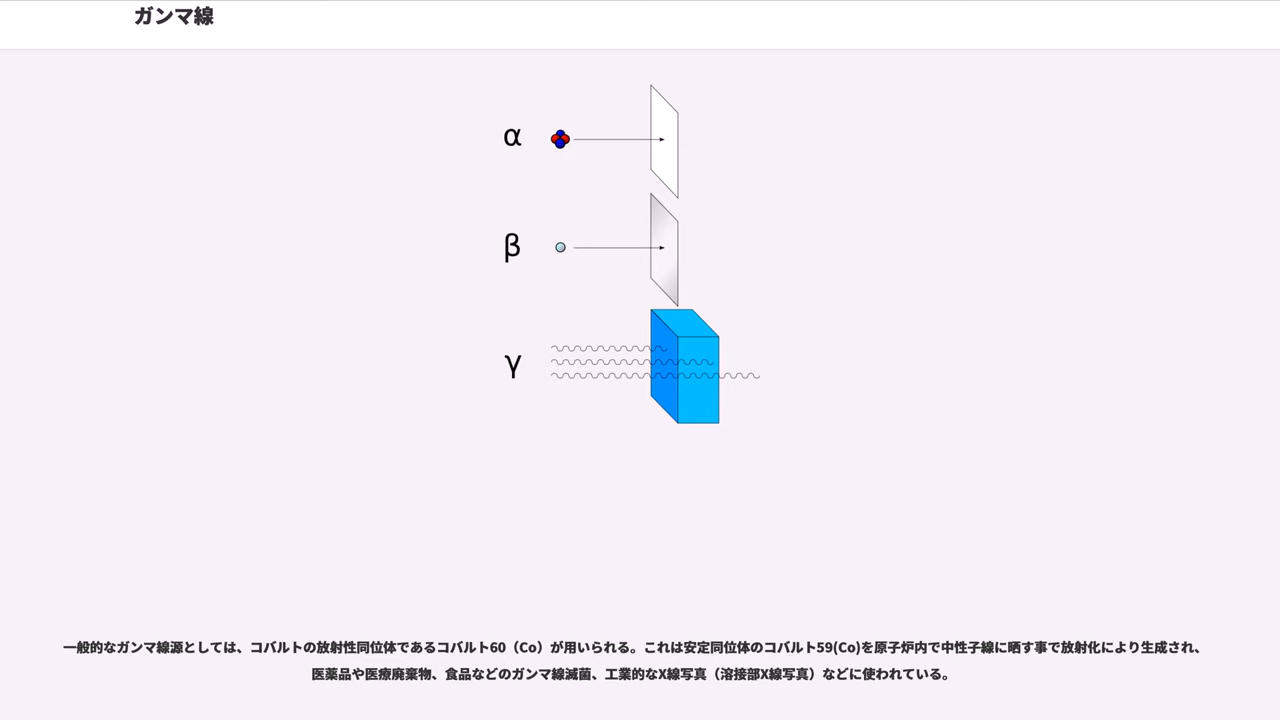 ガンマ線
α
β
γ
一般的なガンマ線源としては、コバルトの放射性同位体であるコバルト60（Co）が用いられる。これは安定同位体のコバルト59(Co)を原子炉内で中性子線に晒す事で放射化により生成され、
医薬品や医療廃棄物、食品などのガンマ線滅菌、工業的なX線写真（溶接部X線写真）などに使われている。